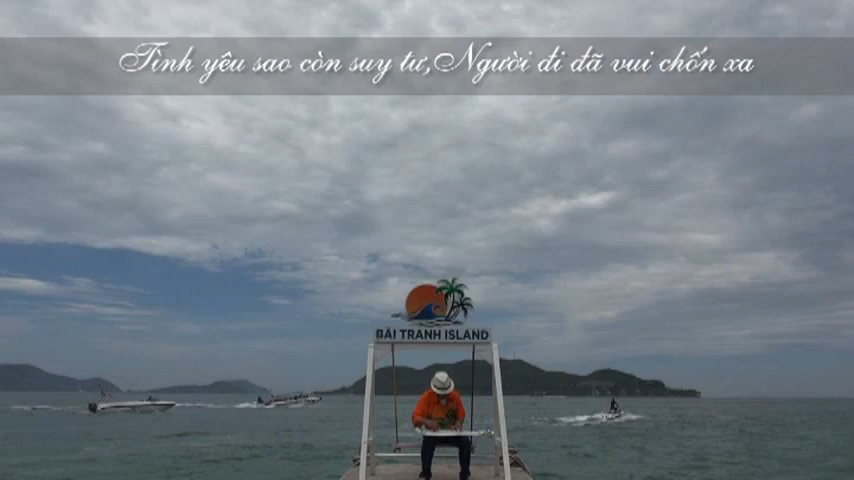 Tình yêu sao còn suy tư,Người đi đã vui chốn xa
BÃI TRANH ISLAND